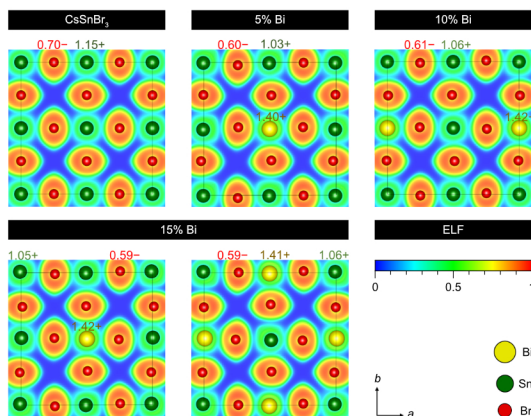 CsSnBr₃
5% Bi
10% Bi
0.70− 1.15+
0.60− 1.03+
0.61− 1.06+
1.40+
1.42+
15% Bi
ELF
1.05+ 0.59−
0.59− 1.41+ 1.06+
0 0.5
1.42+
Sn
b
a